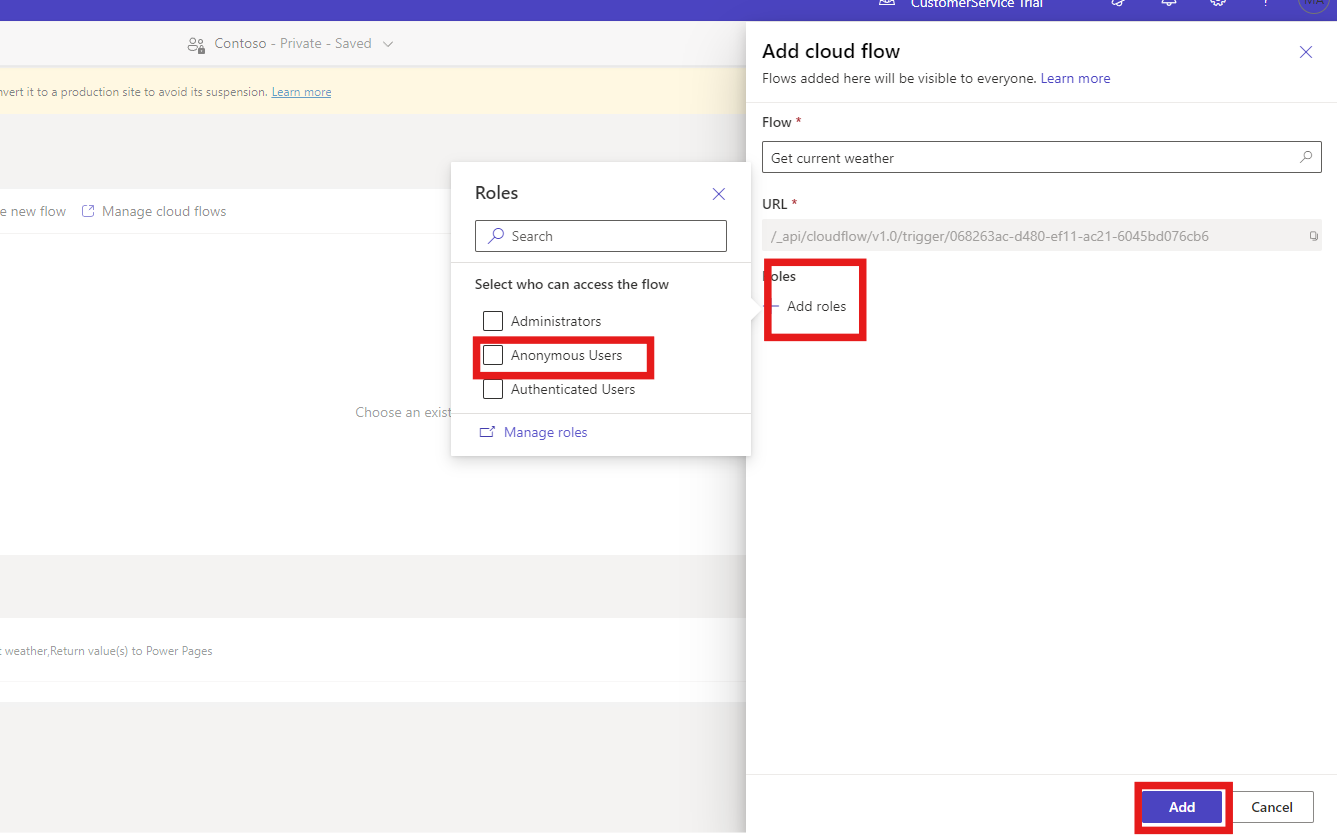 CustomerService Trial
Contoso - Private - Saved
Add cloud flow
Flows added here will be visible to everyone. Learn more
to a production site to avoid its suspension. Learn more
Flow *
Get current weather
URL *
/_api/cloudflow/v1.0/trigger/068263ac-d480-ef11-ac21-6045bd076cb6
Roles
Search
new flow
Manage cloud flows
Select who can access the flow
Administrators
Anonymous Users
Authenticated Users
Manage roles
Roles
Add roles
Choose an
weather,Return value(s) to Power Pages
Add
Cancel